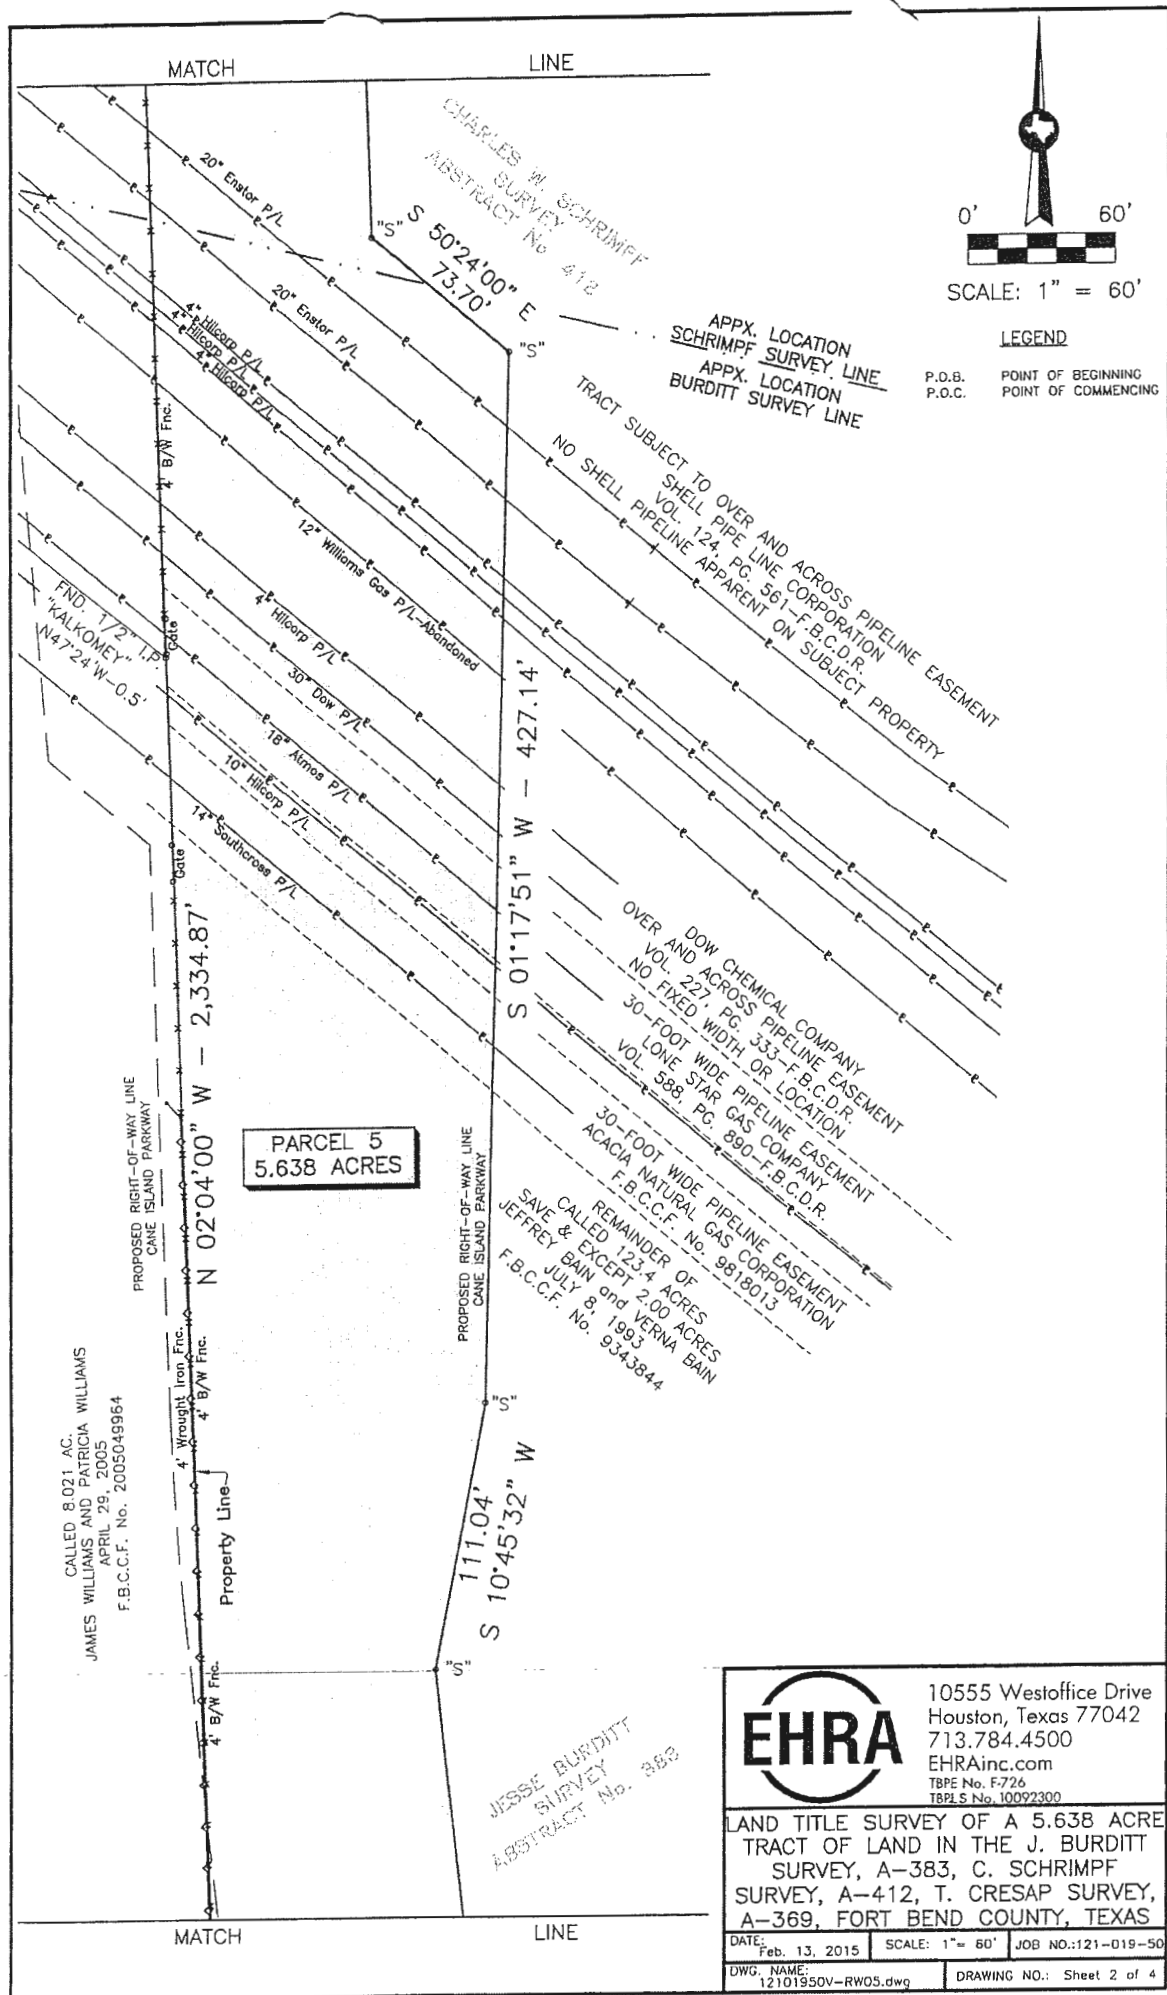 MATCH LINE
CHARLES W. SCHRIMPF
SURVEY
ABSTRACT No 412
0' 60'
SCALE: 1" = 60'
LEGEND
P.O.B. POINT OF BEGINNING
P.O.C. POINT OF COMMENCING
20" Enstor P/L
"S"
S 50°24'00" E
73.70'
"S"
20" Enstor P/L
APPX. LOCATION
SCHRIMPF SURVEY LINE
APPX. LOCATION
BURDITT SURVEY LINE
4" Hilcorp P/L
4" Hilcorp P/L
4" Hilcorp P/L
4' B/W Fnc.
TRACT SUBJECT TO OVER AND ACROSS PIPELINE EASEMENT
SHELL PIPE LINE CORPORATION
VOL. 124, PG. 561-F.B.C.D.R.
NO SHELL PIPELINE APPARENT ON SUBJECT PROPERTY
12" Williams Gas P/L-Abandoned
4" Hilcorp P/L
30" Dow P/L
18" Atmos P/L
10" Hilcorp P/L
14" Southcross P/L
FND. 1/2" I.P.
"KALKOMEY"
N47°24'W-0.5'
Gate
Gate
S 01°17'51" W - 427.14'
N 02°04'00" W - 2,334.87'
DOW CHEMICAL COMPANY
OVER AND ACROSS PIPELINE EASEMENT
VOL. 227, PG. 333-F.B.C.D.R.
NO FIXED WIDTH OR LOCATION
30-FOOT WIDE PIPELINE EASEMENT
LONE STAR GAS COMPANY
VOL. 588, PG. 890-F.B.C.D.R.
30-FOOT WIDE PIPELINE EASEMENT
ACACIA NATURAL GAS CORPORATION
F.B.C.C.F. No. 9818013
REMAINDER OF
CALLED 123.4 ACRES
SAVE & EXCEPT 2.00 ACRES
JEFFREY BAIN and VERNA BAIN
JULY 8, 1993
F.B.C.C.F. No. 9343844
PARCEL 5
5.638 ACRES
PROPOSED RIGHT-OF-WAY LINE
CANE ISLAND PARKWAY
PROPOSED RIGHT-OF-WAY LINE
CANE ISLAND PARKWAY
4' Wrought Iron Fnc.
4' B/W Fnc.
"S"
111.04'
S 10°45'32" W
Property Line
CALLED 8.021 AC.
JAMES WILLIAMS AND PATRICIA WILLIAMS
APRIL 29, 2005
F.B.C.C.F. No. 2005049964
4' B/W Fnc.
"S"
JESSE BURDITT
SURVEY
ABSTRACT No. 383
MATCH LINE
EHRA
10555 Westoffice Drive
Houston, Texas 77042
713.784.4500
EHRAinc.com
TBPE No. F-726
TBPLS No. 10092300
LAND TITLE SURVEY OF A 5.638 ACRE
TRACT OF LAND IN THE J. BURDITT
SURVEY, A-383, C. SCHRIMPF
SURVEY, A-412, T. CRESAP SURVEY,
A-369, FORT BEND COUNTY, TEXAS
DATE: Feb. 13, 2015 SCALE: 1"= 60' JOB NO.:121-019-50
DWG. NAME: 12101950V-RW05.dwg DRAWING NO.: Sheet 2 of 4